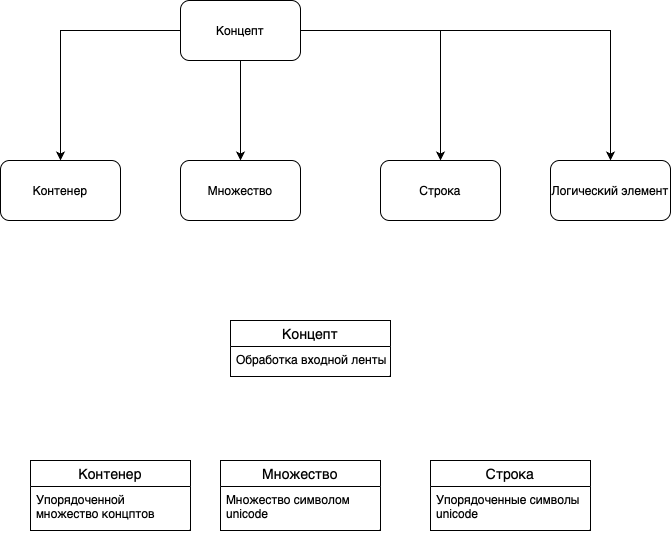 Концепт
Контенер
Множество
Строка
Логический элемент
Концепт
Обработка входной ленты
Контенер
Множество
Строка
Упорядоченной
множество концптов
Множество символом
unicode
Упорядоченные символы
unicode